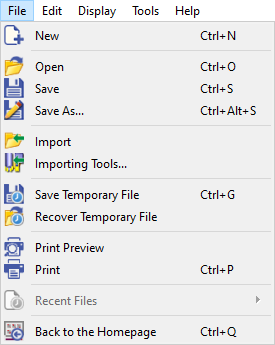 File Edit Display Tools Help
New Ctrl+N
Open Ctrl+O
Save Ctrl+S
Save As... Ctrl+Alt+S
Import
Importing Tools...
Save Temporary File Ctrl+G
Recover Temporary File
Print Preview
Print Ctrl+P
Recent Files
Back to the Homepage Ctrl+Q